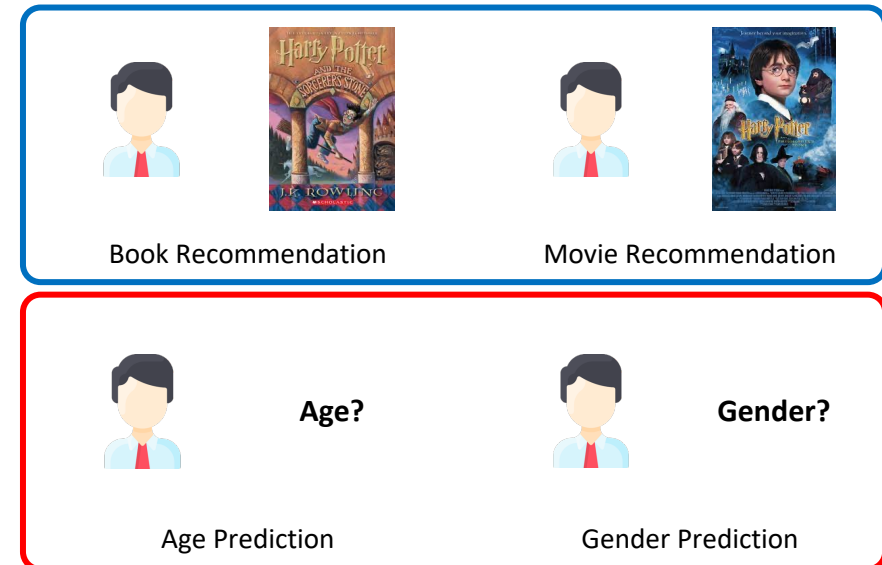 Harry Potter
AND THE
SORCERER'S STONE
J.K. ROWLING
SCHOLASTIC
Harry Potter
Book Recommendation
Movie Recommendation
Age?
Gender?
Age Prediction
Gender Prediction